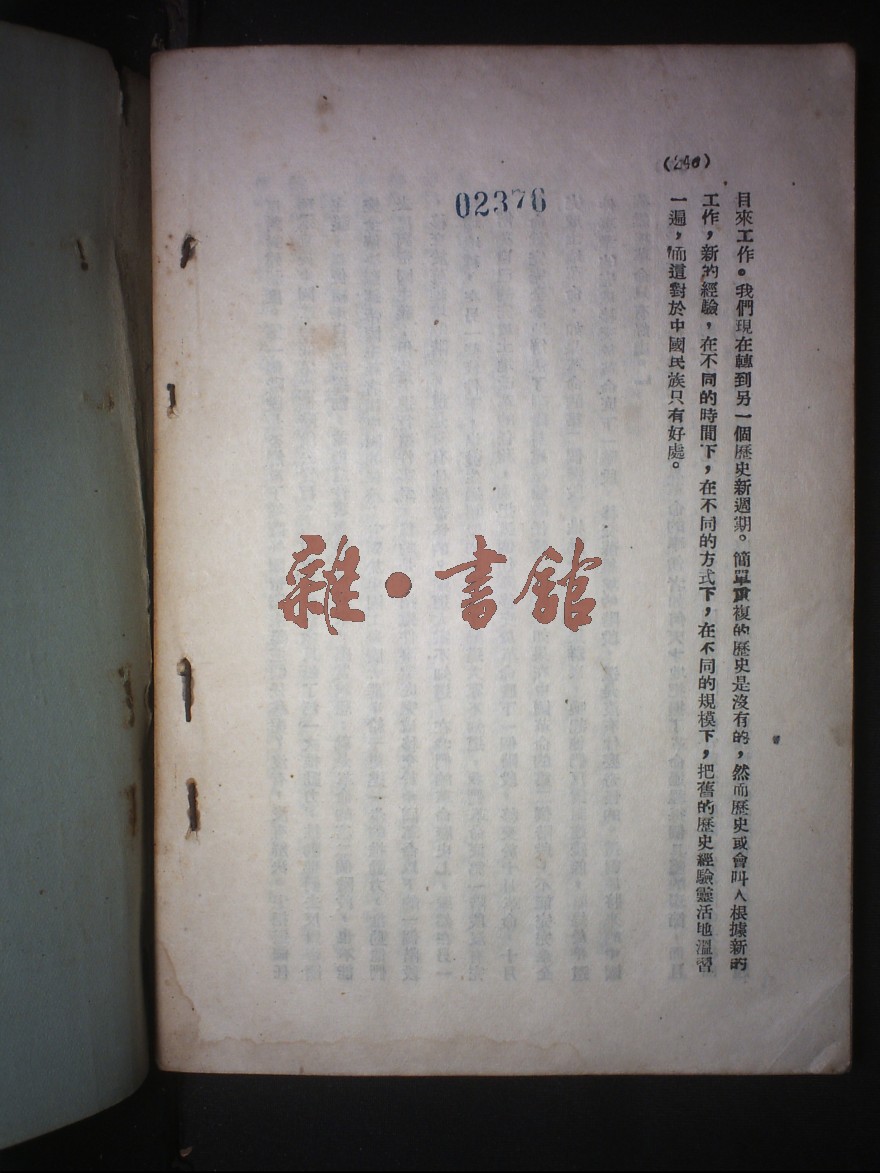 (240)
02376
目來工作。我們現在轉到另一個歷史新週期。簡單重複的歷史是沒有的，然而歷史或會叫人根據新的
工作，新的經驗，在不同的時間下，在不同的方式下，在不同的規模下，把舊的歷史經驗靈活地溫習
一遍，而這對於中國民族只有好處。
雜·書館